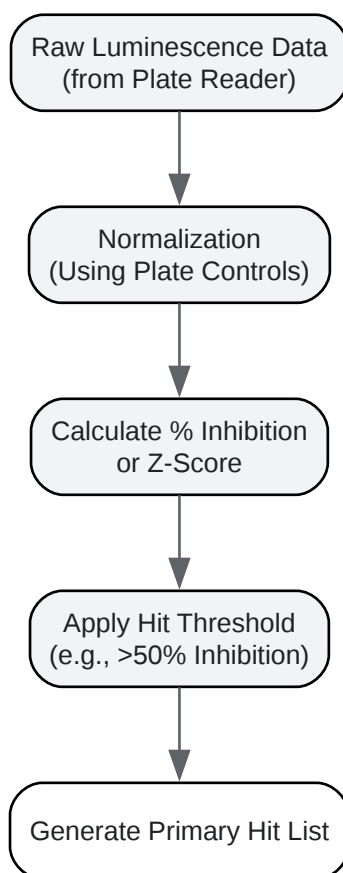 Raw Luminescence Data
(from Plate Reader)
Normalization
(Using Plate Controls)
Calculate % Inhibition
or Z-Score
Apply Hit Threshold
(e.g., >50% Inhibition)
Generate Primary Hit List